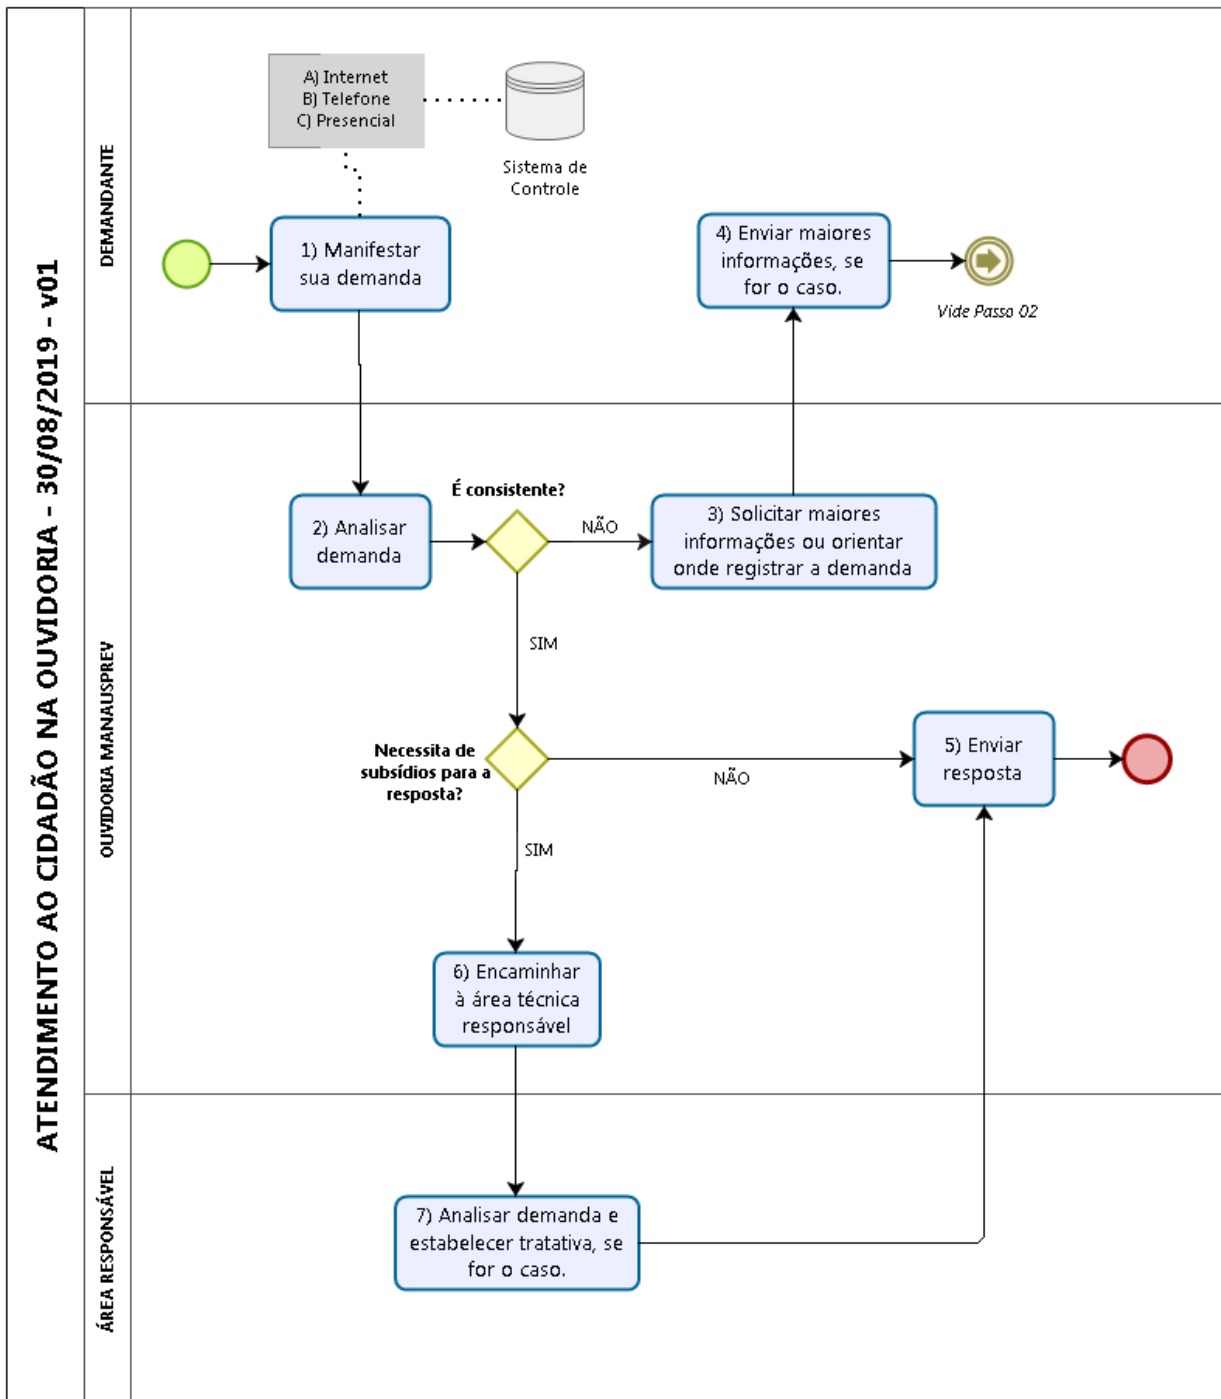 ATENDIMENTO AO CIDADÃO NA OUVIDORIA - 30/08/2019 - v01
DEMANDANTE
A) Internet
B) Telefone
C) Presencial
Sistema de
Controle
1) Manifestar
sua demanda
4) Enviar maiores
informações, se
for o caso.
Vide Passo 02
OUVIDORIA MANAUSPREV
2) Analisar
demanda
É consistente?
NÃO
3) Solicitar maiores
informações ou orientar
onde registrar a demanda
SIM
Necessita de
subsídios para a
resposta?
NÃO
5) Enviar
resposta
SIM
6) Encaminhar
à área técnica
responsável
ÁREA RESPONSÁVEL
7) Analisar demanda e
estabelecer tratativa, se
for o caso.